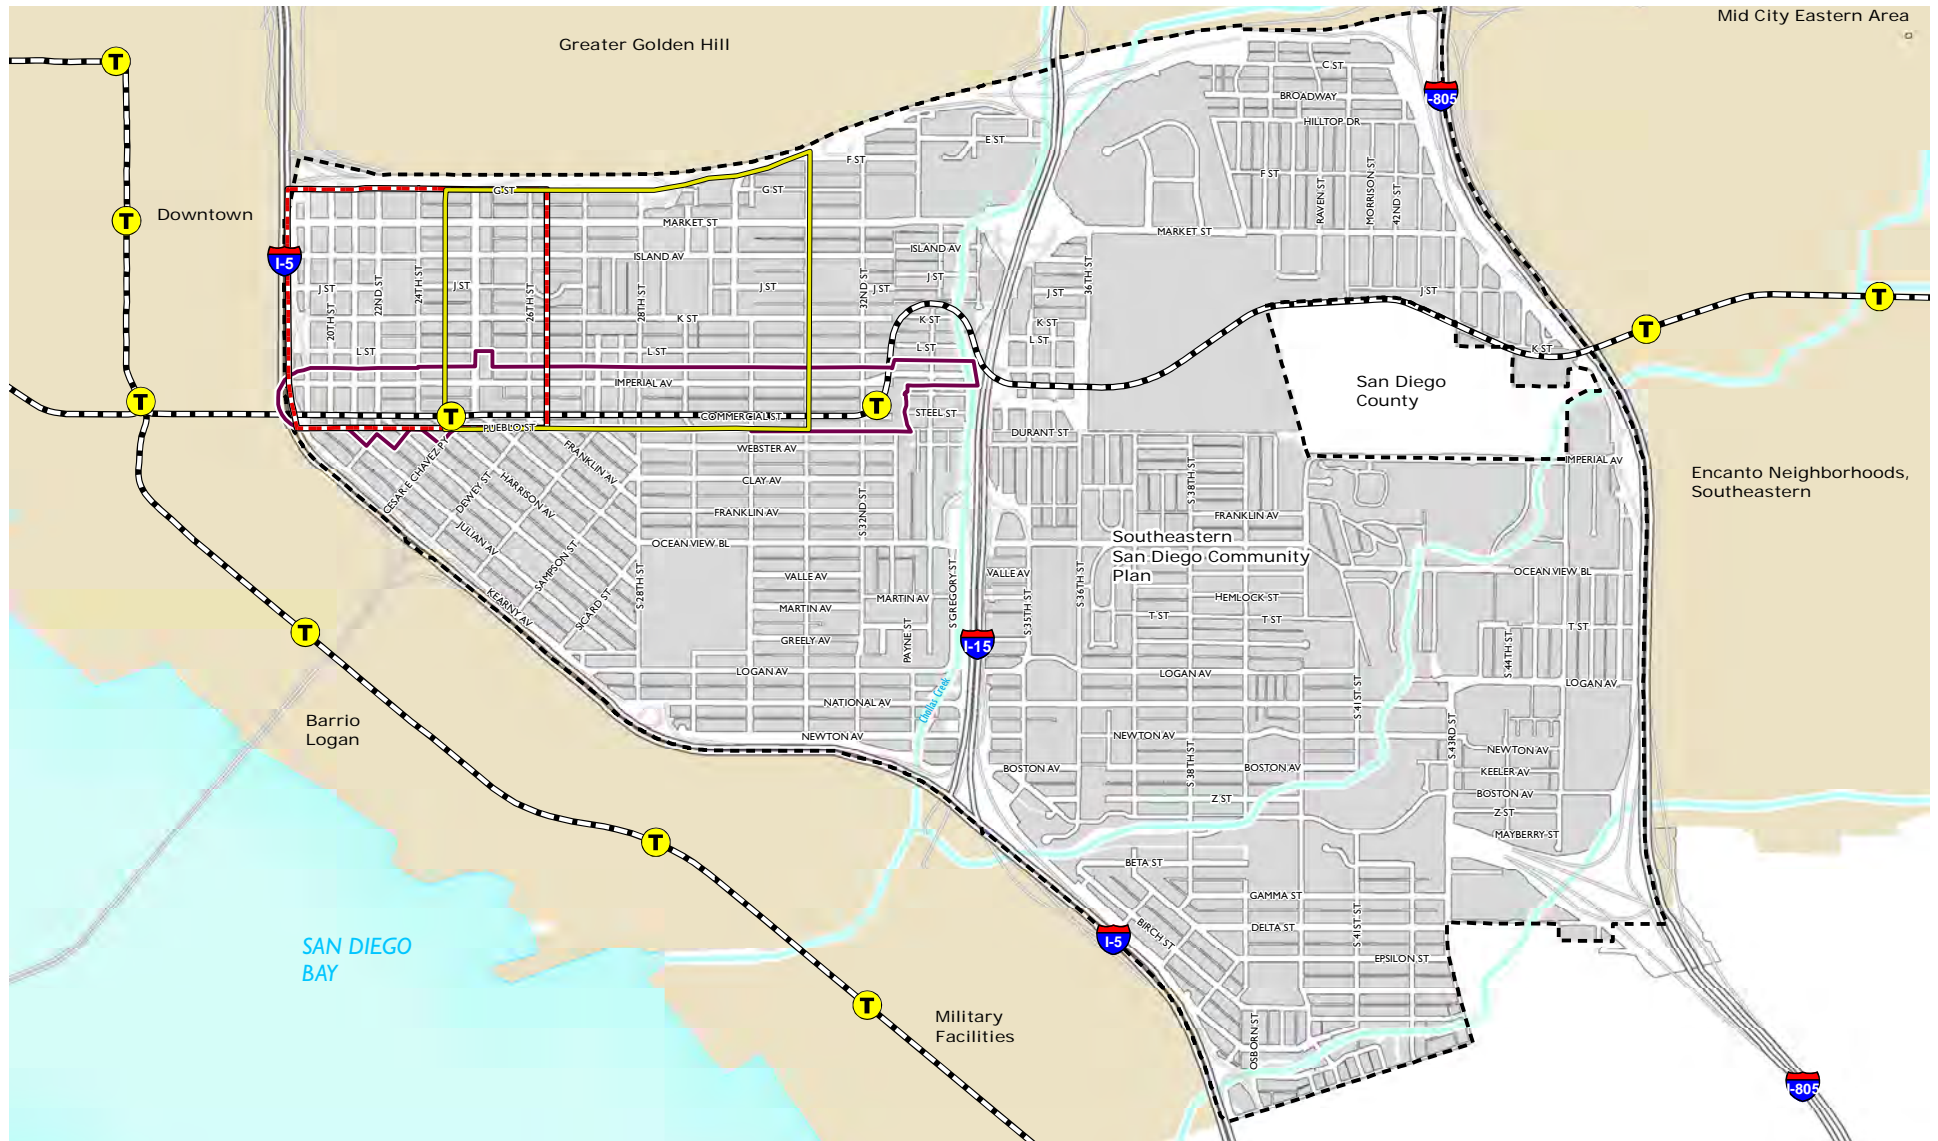 Mid City Eastern Area
Greater Golden Hill
T
C ST
I-805
BROADWAY
HILLTOP DR
E ST
F ST
F ST
G ST
G ST
MORRISON ST
RAVEN ST
42ND ST
T
Downtown
MARKET ST
MARKET ST
ISLAND AV
ISLAND AV
I-5
J ST
J ST
J ST
J ST
J ST
J ST
J ST
20TH ST
22ND ST
24TH ST
26TH ST
28TH ST
32ND ST
36TH ST
T
T
K ST
K ST
K ST
K ST
L ST
L ST
L ST
L ST
IMPERIAL AV
San Diego
County
T
T
T
COMMERCIAL ST
STEEL ST
PUEBLO ST
DURANT ST
WEBSTER AV
IMPERIAL AV
Encanto Neighborhoods,
Southeastern
CESAR E CHAVEZ PY
DEWEY ST
HARRISON AV
FRANKLIN AV
JULIAN AV
SAMPSON ST
SICARD ST
KEARNY AV
CLAY AV
FRANKLIN AV
S 32ND ST
S 38TH ST
FRANKLIN AV
OCEAN VIEW BL
Southeastern
San Diego Community
Plan
OCEAN VIEW BL
S 28TH ST
VALLE AV
VALLE AV
MARTIN AV
MARTIN AV
GREELY AV
PAYNE ST
S GREGORY ST
S 35TH ST
S 36TH ST
HEMLOCK ST
T ST
T ST
T ST
S 44TH ST
T
I-15
LOGAN AV
LOGAN AV
LOGAN AV
Chollas Creek
NATIONAL AV
S 41ST ST
S 43RD ST
Barrio
Logan
NEWTON AV
NEWTON AV
NEWTON AV
S 38TH ST
BOSTON AV
BOSTON AV
KEELER AV
BOSTON AV
Z ST
Z ST
MAYBERRY ST
T
BETA ST
GAMMA ST
BIRCH ST
DELTA ST
S 41ST ST
I-5
EPSILON ST
SAN DIEGO
BAY
T
Military
Facilities
OSBORN ST
I-805